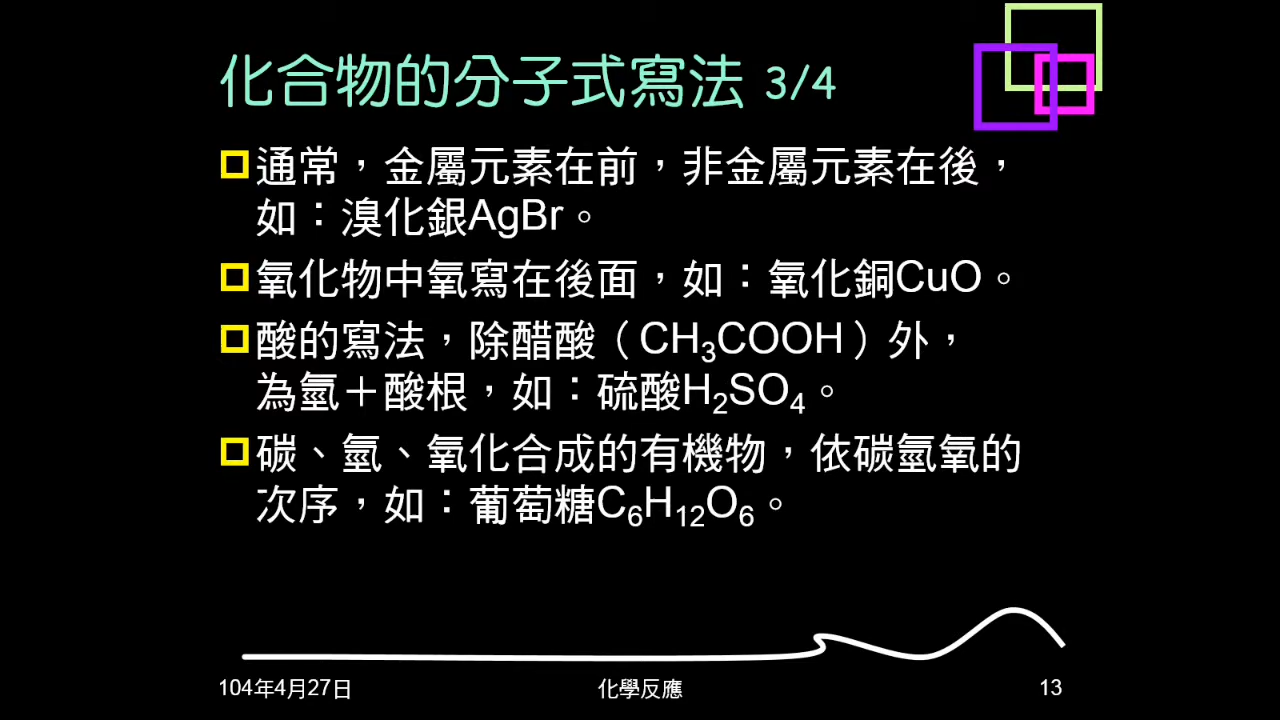 化合物的分子式寫法 3/4
通常，金屬元素在前，非金屬元素在後，
如：溴化銀AgBr。
氧化物中氧寫在後面，如：氧化銅CuO。
酸的寫法，除醋酸（CH₃COOH）外，
為氫＋酸根，如：硫酸H₂SO₄。
碳、氫、氧化合成的有機物，依碳氫氧的
次序，如：葡萄糖C₆H₁₂O₆。
104年4月27日
化學反應
13